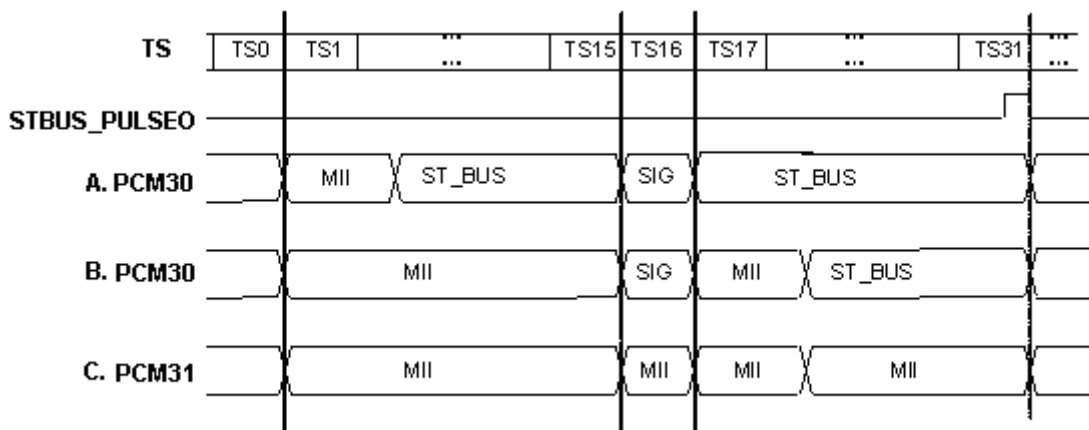 TS TS0 TS1 ... ... TS15 TS16 TS17 ... ... TS31 ... ...
STBUS_PULSEO
A. PCM30 MII ST_BUS SIG ST_BUS
B. PCM30 MII SIG MII ST_BUS
C. PCM31 MII MII MII MII